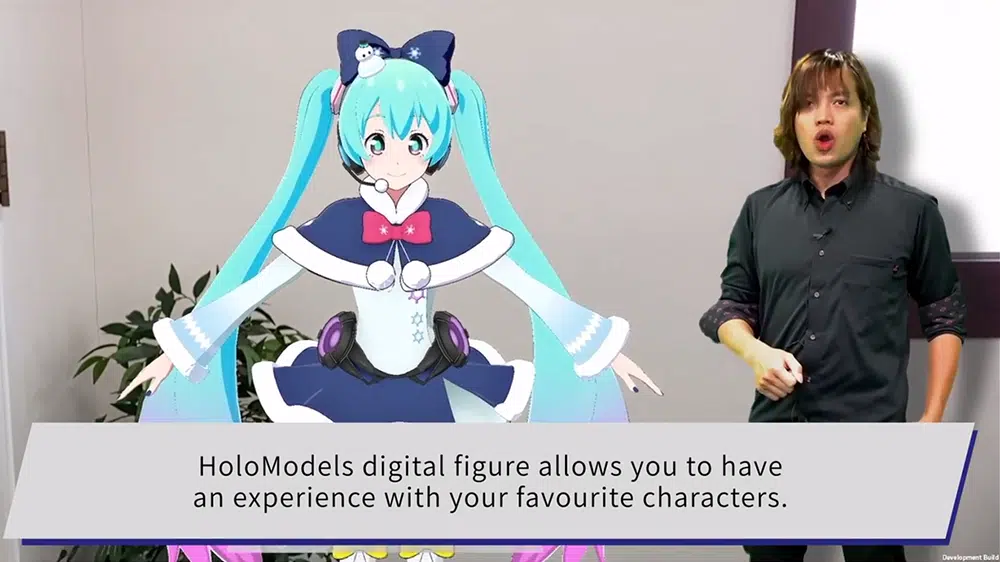 HoloModels digital figure allows you to have
an experience with your favourite characters.
Development Build